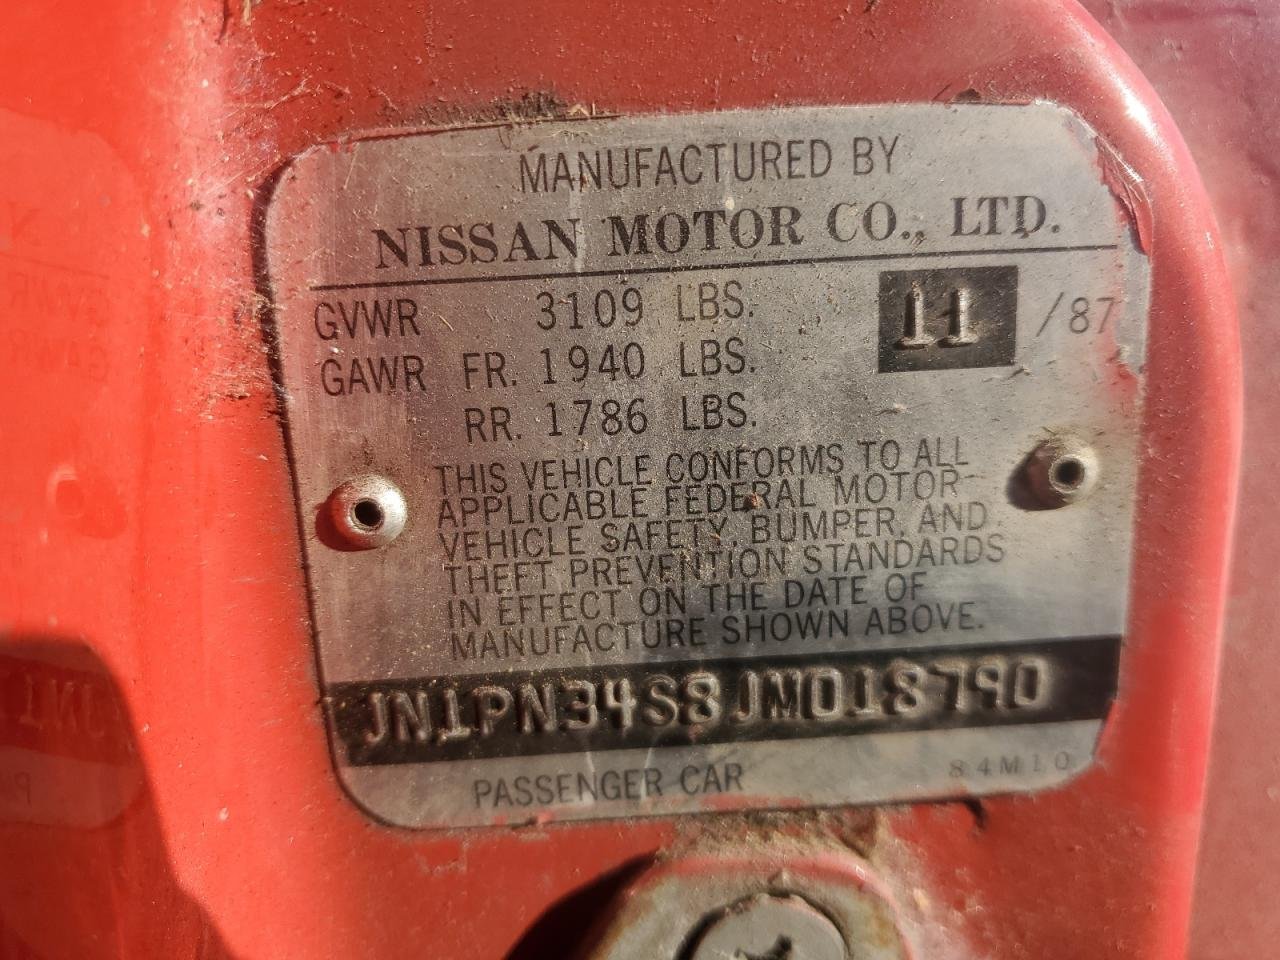 MANUFACTURED BY
NISSAN MOTOR CO., LTD.
GVWR 3109 LBS. 11 /87
GAWR FR. 1940 LBS.
RR. 1786 LBS.
THIS VEHICLE CONFORMS TO ALL
APPLICABLE FEDERAL MOTOR
VEHICLE SAFETY, BUMPER, AND
THEFT PREVENTION STANDARDS
IN EFFECT ON THE DATE OF
MANUFACTURE SHOWN ABOVE.
JN1PN34S8JM018790
PASSENGER CAR 84M10